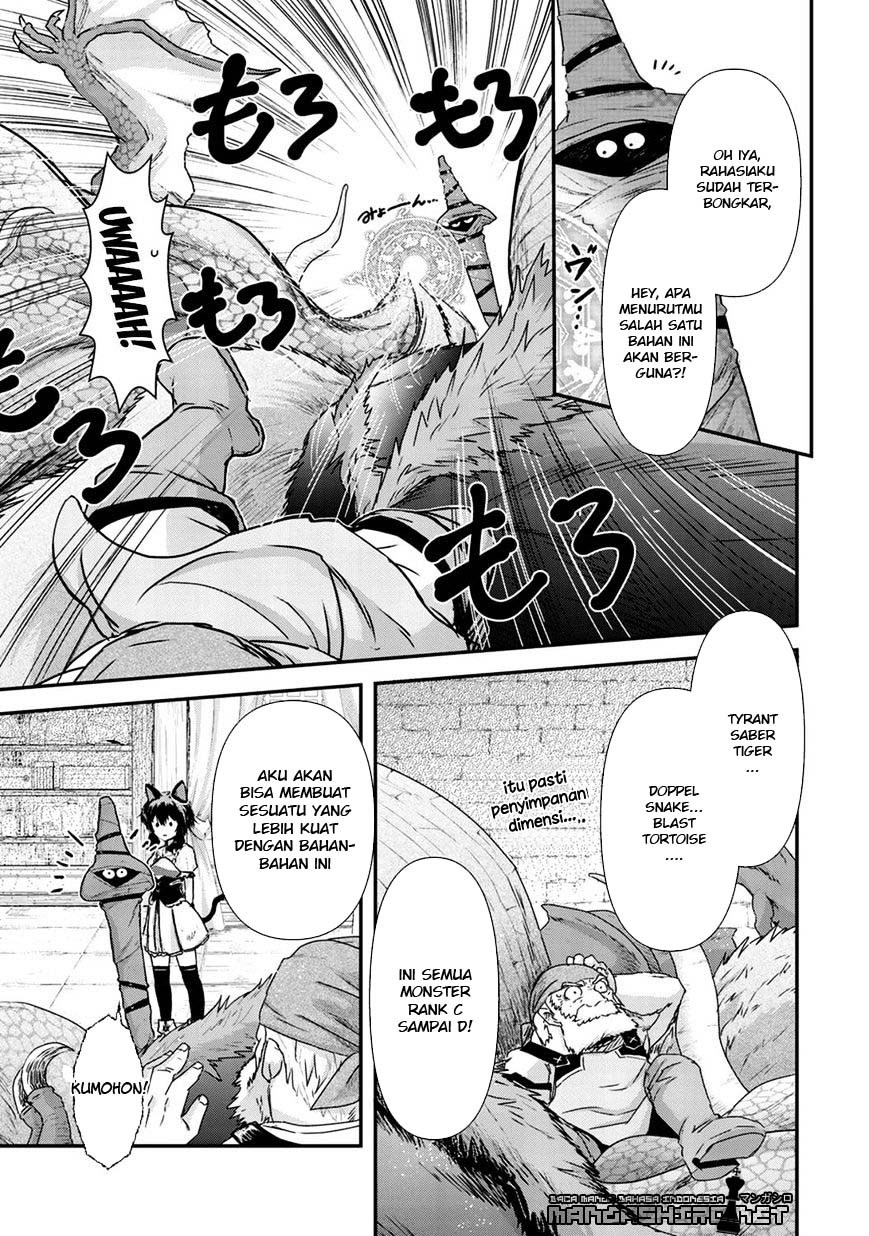 OH IYA,
RAHASIAKU
SUDAH TER-
BONGKAR,
HEY, APA
MENURUTMU
SALAH SATU
BAHAN INI
AKAN BER-
GUNA?!
ヴン...
みょーん...
もろ
もろ
もろ
もろ
もろ
UWAAAAH!
TYRANT
SABER
TIGER
...
DOPPEL
SNAKE...
BLAST
TORTOISE
....
itu pasti
penyimpanan
dimensi.....
INI SEMUA
MONSTER
RANK C
SAMPAI D!
AKU AKAN
BISA MEMBUAT
SESUATU YANG
LEBIH KUAT
DENGAN BAHAN-
BAHAN INI
KUMOHON!
BACA MANGA BAHASA INDONESIA マンガシロ
MANGASHIRO.NET